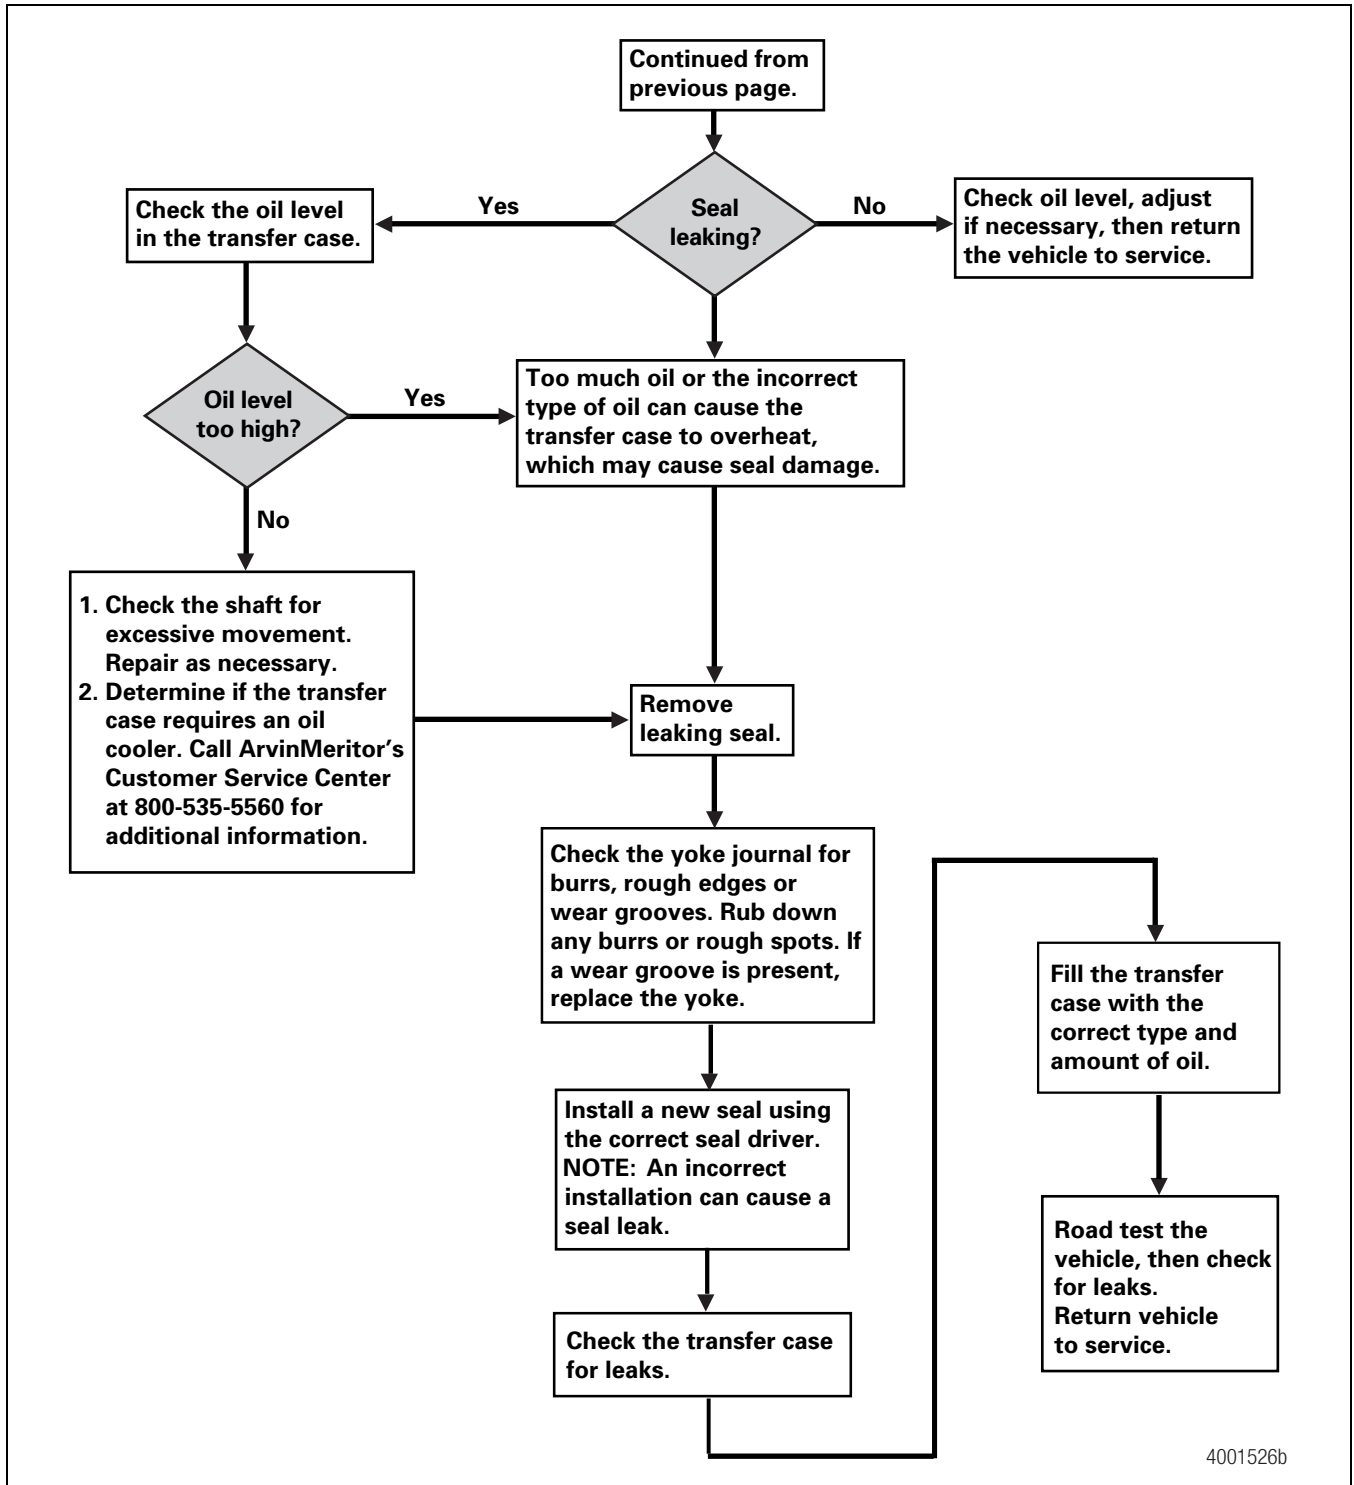 Continued from
previous page.
Seal
leaking?
Yes
No
Check the oil level
in the transfer case.
Check oil level, adjust
if necessary, then return
the vehicle to service.
Oil level
too high?
Yes
No
Too much oil or the incorrect
type of oil can cause the
transfer case to overheat,
which may cause seal damage.
1. Check the shaft for
excessive movement.
Repair as necessary.
2. Determine if the transfer
case requires an oil
cooler. Call ArvinMeritor's
Customer Service Center
at 800-535-5560 for
additional information.
Remove
leaking seal.
Check the yoke journal for
burrs, rough edges or
wear grooves. Rub down
any burrs or rough spots. If
a wear groove is present,
replace the yoke.
Install a new seal using
the correct seal driver.
NOTE: An incorrect
installation can cause a
seal leak.
Check the transfer case
for leaks.
Fill the transfer
case with the
correct type and
amount of oil.
Road test the
vehicle, then check
for leaks.
Return vehicle
to service.
4001526b